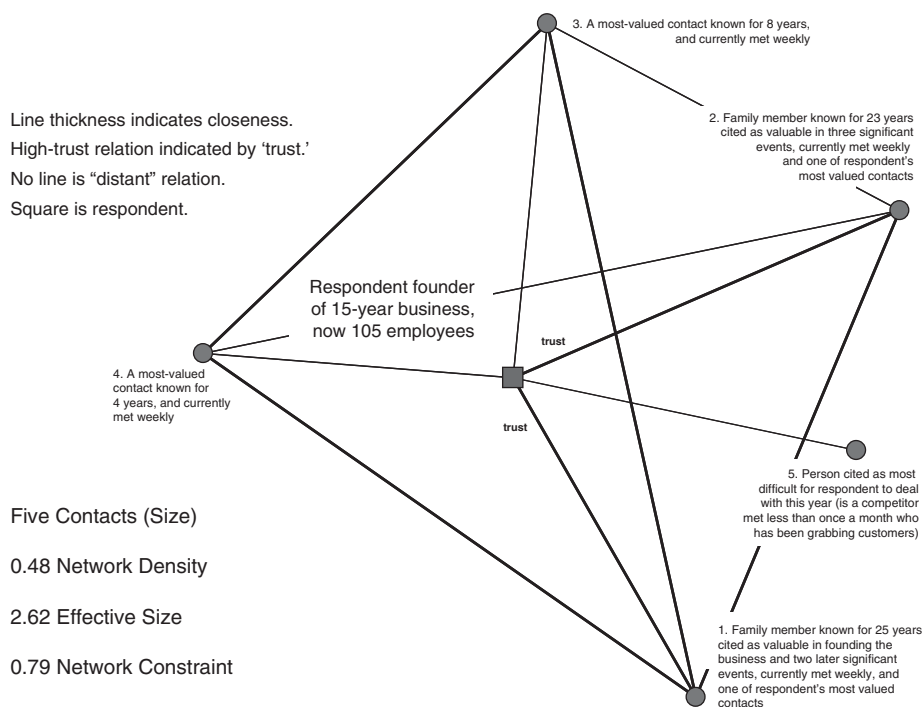 3. A most-valued contact known for 8 years,
and currently met weekly
Line thickness indicates closeness.
High-trust relation indicated by ‘trust.’
No line is “distant” relation.
Square is respondent.
2. Family member known for 23 years
cited as valuable in three significant
events, currently met weekly
and one of respondent’s
most valued contacts
Respondent founder
of 15-year business,
now 105 employees
trust
4. A most-valued
contact known for
4 years, and currently
met weekly
trust
5. Person cited as most
difficult for respondent to deal
with this year (is a competitor
met less than once a month who
has been grabbing customers)
Five Contacts (Size)
0.48 Network Density
2.62 Effective Size
0.79 Network Constraint
1. Family member known for 25 years
cited as valuable in founding the
business and two later significant
events, currently met weekly, and
one of respondent’s most valued
contacts